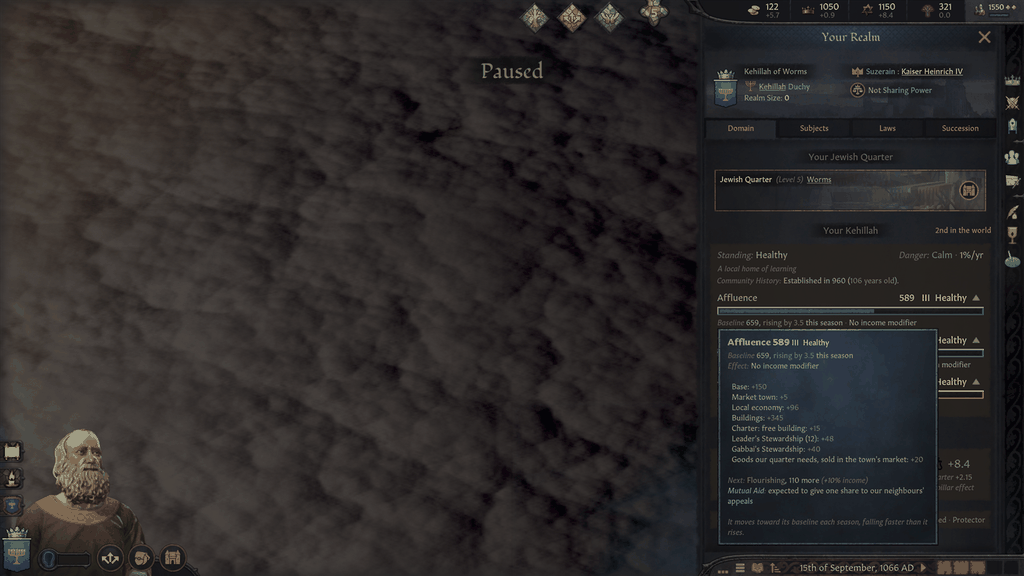 122
+5.7
1050
+0.9
1150
+8.4
321
0.0
1550
Paused
Your Realm
Kehillah of Worms
Kehillah Duchy
Realm Size: 0
Suzerain : Kaiser Heinrich IV
Not Sharing Power
Domain
Subjects
Laws
Succession
Your Jewish Quarter
Jewish Quarter (Level 5) Worms
Your Kehillah
2nd in the world
Standing: Healthy
Danger: Calm · 1%/yr
A local home of learning
Community History: Established in 960 (106 years old).
Affluence
589 III Healthy
Baseline 659, rising by 3.5 this season · No income modifier
Affluence 589 III Healthy
Baseline 659, rising by 3.5 this season
Effect: No income modifier
Base: +150
Market town: +5
Local economy: +96
Buildings: +345
Charter: free building: +15
Leader's Stewardship (12): +48
Gabbai's Stewardship: +40
Goods our quarter needs, sold in the town's market: +20
Next: Flourishing, 110 more (+10% income)
Mutual Aid: expected to give one share to our neighbours'
appeals
It moves toward its baseline each season, falling faster than it
rises.
Healthy
modifier
Healthy
+8.4
arter +2.15
illar effect
ed · Protector
15th of September, 1066 AD